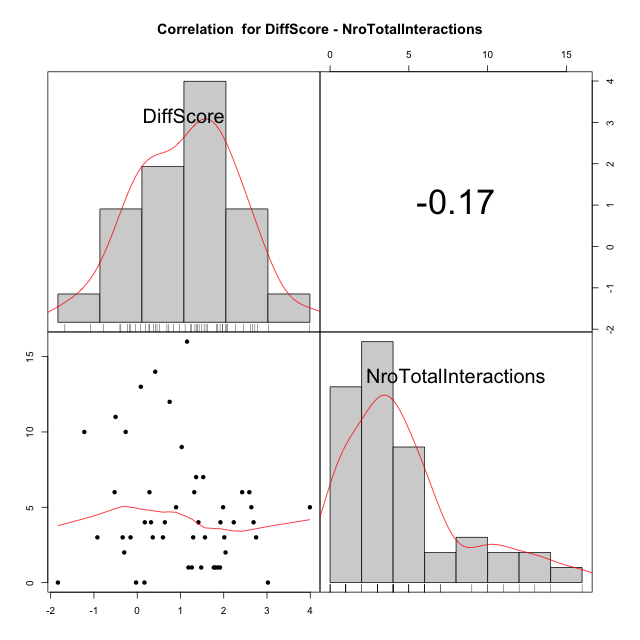 Correlation  for DiffScore - NroTotalInteractions
0 5 10 15
DiffScore
-0.17
4
3
2
1
0
-1
-2
15
10
5
0
NroTotalInteractions
-2 -1 0 1 2 3 4